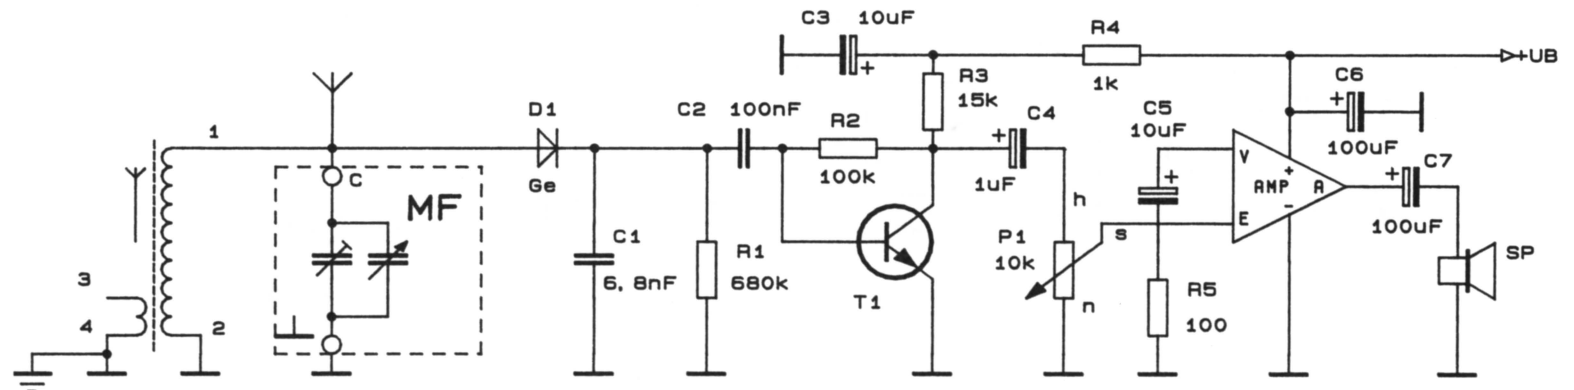 C3 10uF
+
R4
1k
+UB
R3
15k
C6
+
100uF
1
D1
Ge
C2 100nF
R2
100k
+ C4
1uF
C5
10uF
+
V
+
AMP A
-
E
+ C7
100uF
C
MF
3
4
2
C1
6,8nF
R1
680k
T1
h
s
P1
10k
n
R5
100
SP